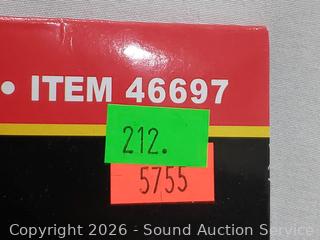 • ITEM 46697
212.
5755
Copyright 2026 - Sound Auction Service